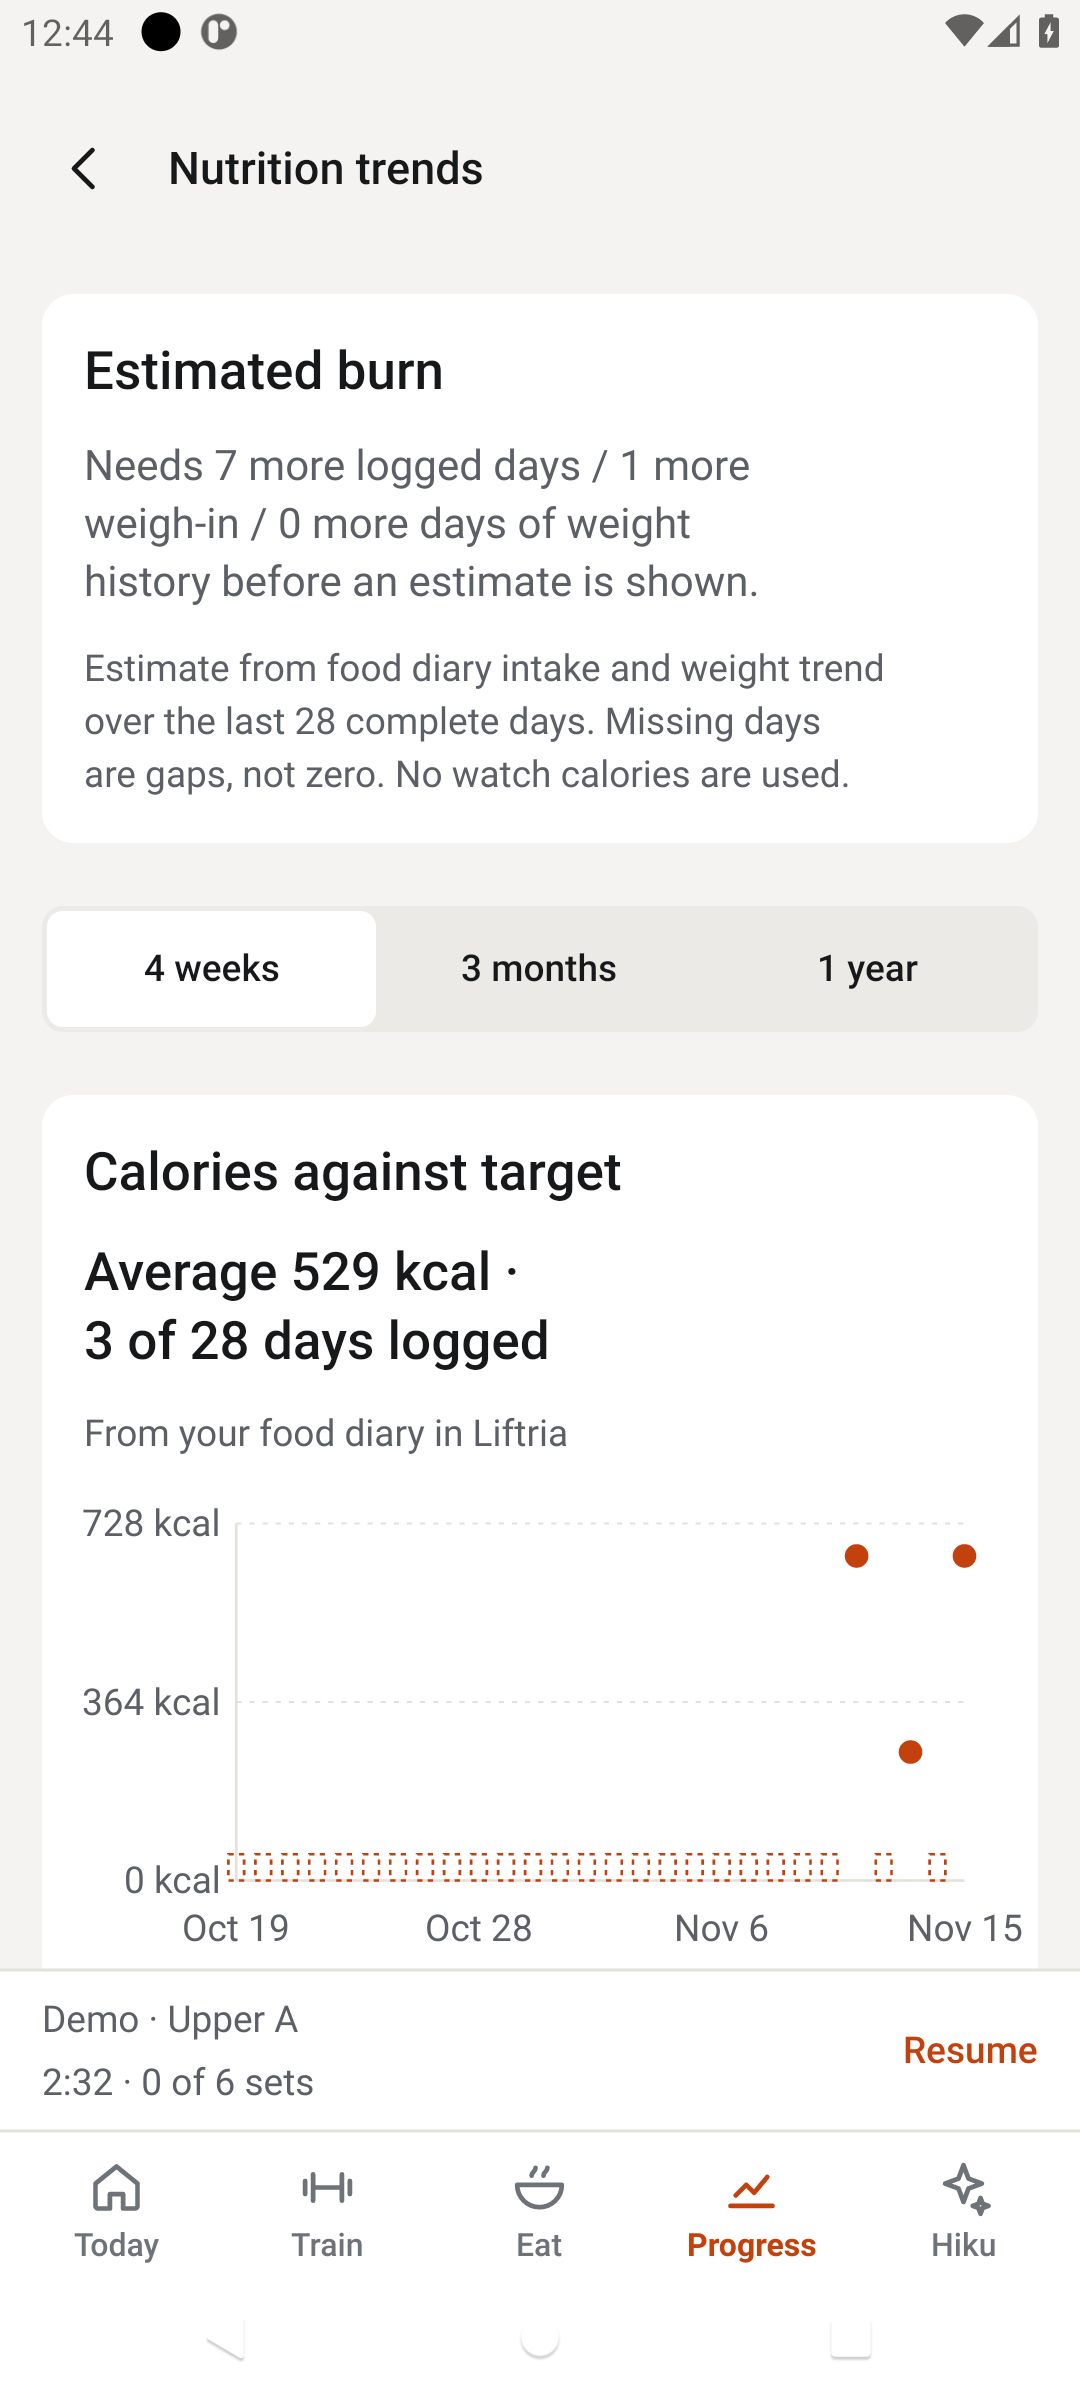 12:44
Nutrition trends
Estimated burn
Needs 7 more logged days / 1 more
weigh-in / 0 more days of weight
history before an estimate is shown.
Estimate from food diary intake and weight trend
over the last 28 complete days. Missing days
are gaps, not zero. No watch calories are used.
4 weeks 3 months 1 year
Calories against target
Average 529 kcal ·
3 of 28 days logged
From your food diary in Liftria
728 kcal
364 kcal
0 kcal
Oct 19 Oct 28 Nov 6 Nov 15
Demo · Upper A
2:32 · 0 of 6 sets
Resume
Today Train Eat Progress Hiku